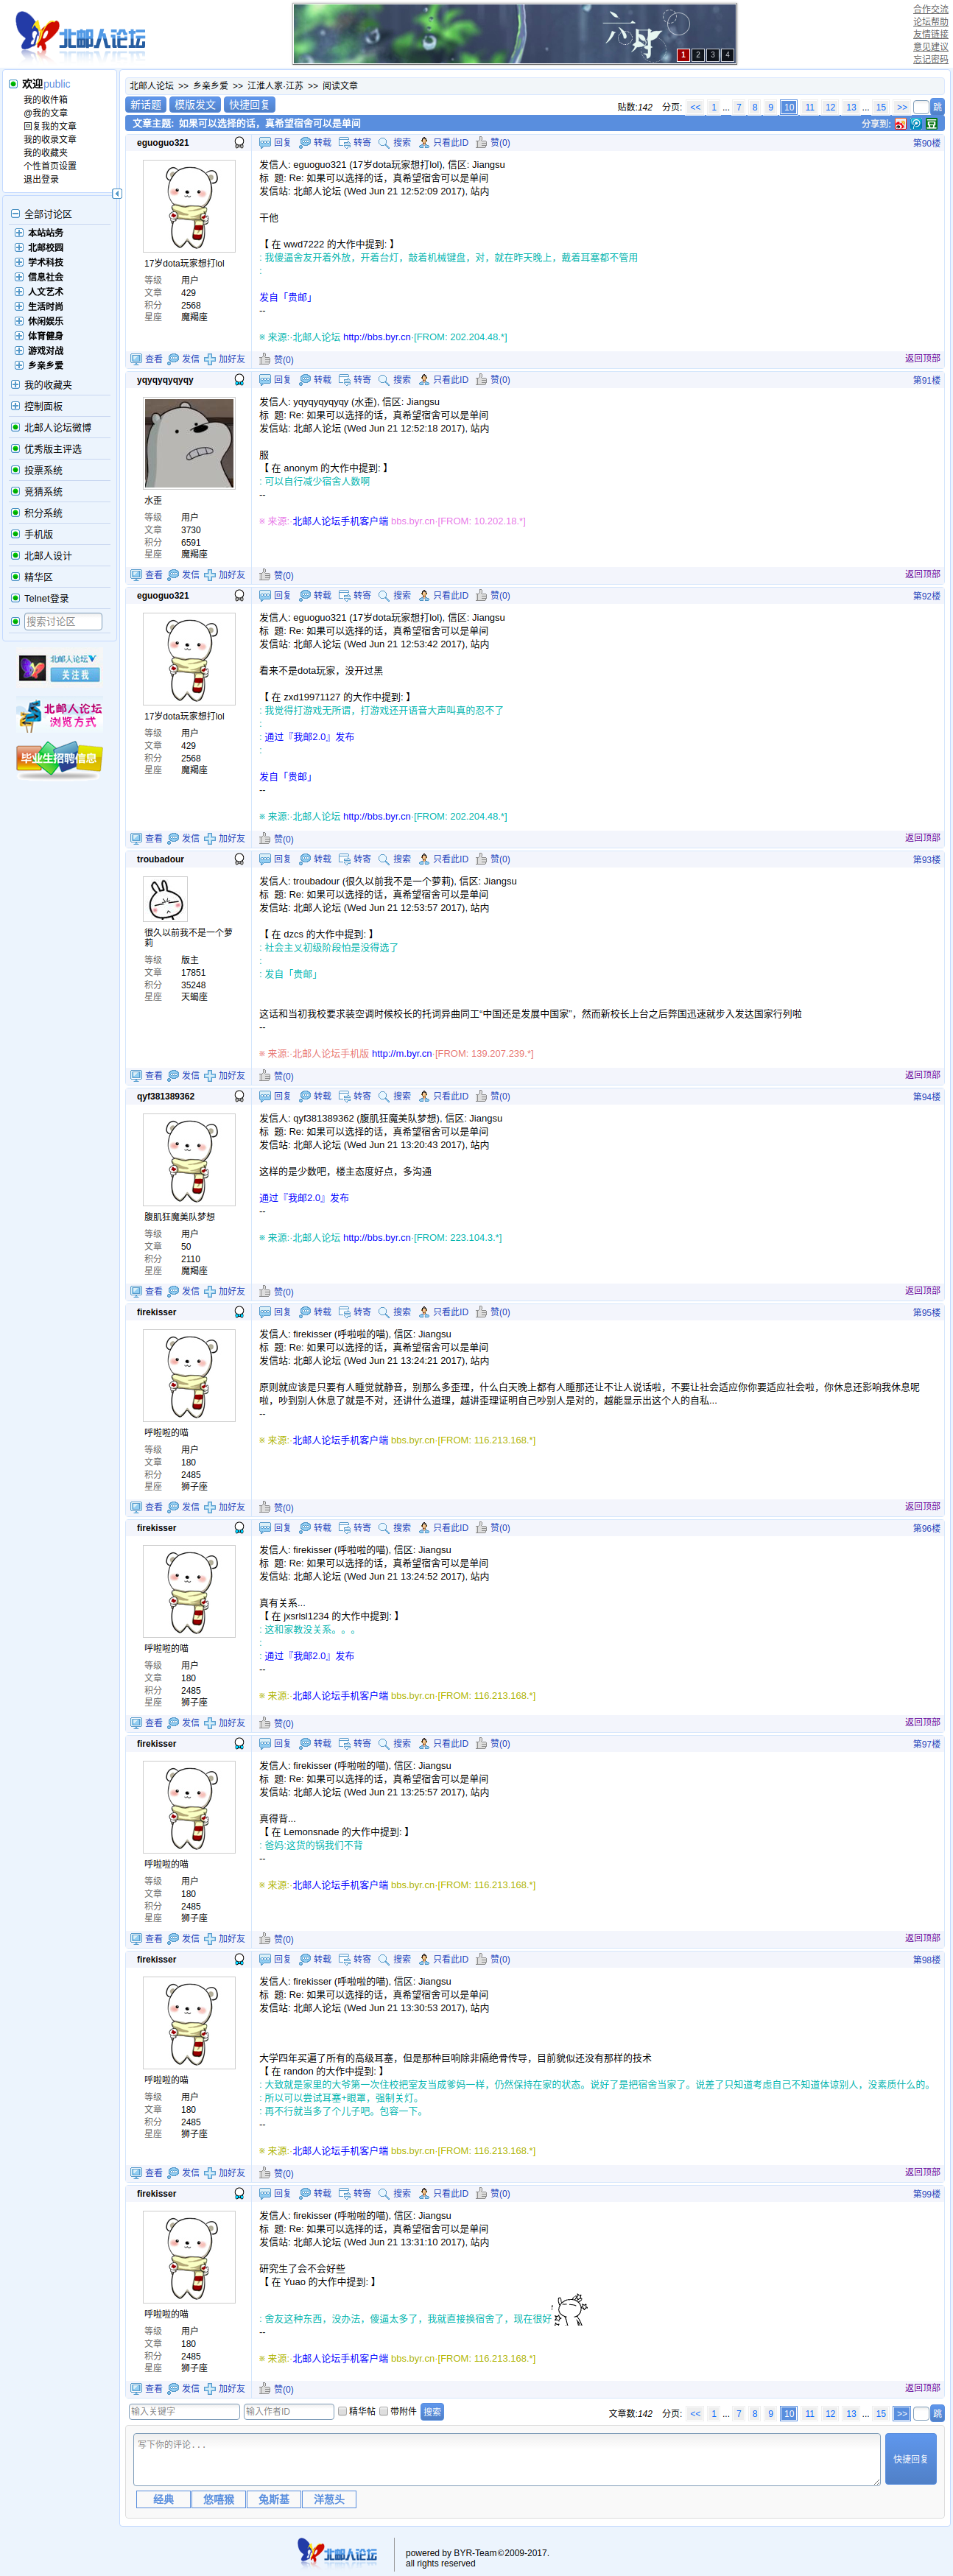 北邮人论坛
六母
1 2 3 4
合作交流
论坛帮助
友情链接
意见建议
忘记密码
欢迎public
我的收件箱
@我的文章
回复我的文章
我的收录文章
我的收藏夹
个性首页设置
退出登录
全部讨论区
本站站务
北邮校园
学术科技
信息社会
人文艺术
生活时尚
休闲娱乐
体育健身
游戏对战
乡亲乡爱
我的收藏夹
控制面板
北邮人论坛微博
优秀版主评选
投票系统
竞猜系统
积分系统
手机版
北邮人设计
精华区
Telnet登录
搜索讨论区
北邮人论坛
关注我
北邮人论坛
浏览方式
毕业生招聘信息
北邮人论坛 >> 乡亲乡爱 >> 江淮人家·江苏 >> 阅读文章
新话题 模版发文 快捷回复
贴数:142 分页: << 1 ... 7 8 9 10 11 12 13 ... 15 >> 跳
文章主题: 如果可以选择的话，真希望宿舍可以是单间
分享到: 豆
eguoguo321
回复 转载 转寄 搜索 只看此ID 赞(0) 第90楼
17岁dota玩家想打lol
等级 用户
文章 429
积分 2568
星座 魔羯座
发信人: eguoguo321 (17岁dota玩家想打lol), 信区: Jiangsu
标 题: Re: 如果可以选择的话，真希望宿舍可以是单间
发信站: 北邮人论坛 (Wed Jun 21 12:52:09 2017), 站内
干他
【 在 wwd7222 的大作中提到: 】
: 我傻逼舍友开着外放，开着台灯，敲着机械键盘，对，就在昨天晚上，戴着耳塞都不管用
:
发自「贵邮」
--
※ 来源:·北邮人论坛 http://bbs.byr.cn·[FROM: 202.204.48.*]
查看 发信 加好友 赞(0) 返回顶部
yqyqyqyqyqy
回复 转载 转寄 搜索 只看此ID 赞(0) 第91楼
水歪
等级 用户
文章 3730
积分 6591
星座 魔羯座
发信人: yqyqyqyqyqy (水歪), 信区: Jiangsu
标 题: Re: 如果可以选择的话，真希望宿舍可以是单间
发信站: 北邮人论坛 (Wed Jun 21 12:52:18 2017), 站内
服
【 在 anonym 的大作中提到: 】
: 可以自行减少宿舍人数啊
--
※ 来源:·北邮人论坛手机客户端 bbs.byr.cn·[FROM: 10.202.18.*]
查看 发信 加好友 赞(0) 返回顶部
eguoguo321
回复 转载 转寄 搜索 只看此ID 赞(0) 第92楼
17岁dota玩家想打lol
等级 用户
文章 429
积分 2568
星座 魔羯座
发信人: eguoguo321 (17岁dota玩家想打lol), 信区: Jiangsu
标 题: Re: 如果可以选择的话，真希望宿舍可以是单间
发信站: 北邮人论坛 (Wed Jun 21 12:53:42 2017), 站内
看来不是dota玩家，没开过黑
【 在 zxd19971127 的大作中提到: 】
: 我觉得打游戏无所谓，打游戏还开语音大声叫真的忍不了
:
: 通过『我邮2.0』发布
:
发自「贵邮」
--
※ 来源:·北邮人论坛 http://bbs.byr.cn·[FROM: 202.204.48.*]
查看 发信 加好友 赞(0) 返回顶部
troubadour
回复 转载 转寄 搜索 只看此ID 赞(0) 第93楼
很久以前我不是一个萝莉
等级 版主
文章 17851
积分 35248
星座 天蝎座
发信人: troubadour (很久以前我不是一个萝莉), 信区: Jiangsu
标 题: Re: 如果可以选择的话，真希望宿舍可以是单间
发信站: 北邮人论坛 (Wed Jun 21 12:53:57 2017), 站内
【 在 dzcs 的大作中提到: 】
: 社会主义初级阶段怕是没得选了
:
: 发自「贵邮」
这话和当初我校要求装空调时候校长的托词异曲同工“中国还是发展中国家”，然而新校长上台之后弊国迅速就步入发达国家行列啦
--
※ 来源:·北邮人论坛手机版 http://m.byr.cn·[FROM: 139.207.239.*]
查看 发信 加好友 赞(0) 返回顶部
qyf381389362
回复 转载 转寄 搜索 只看此ID 赞(0) 第94楼
腹肌狂魔美队梦想
等级 用户
文章 50
积分 2110
星座 魔羯座
发信人: qyf381389362 (腹肌狂魔美队梦想), 信区: Jiangsu
标 题: Re: 如果可以选择的话，真希望宿舍可以是单间
发信站: 北邮人论坛 (Wed Jun 21 13:20:43 2017), 站内
这样的是少数吧，楼主态度好点，多沟通
通过『我邮2.0』发布
--
※ 来源:·北邮人论坛 http://bbs.byr.cn·[FROM: 223.104.3.*]
查看 发信 加好友 赞(0) 返回顶部
firekisser
回复 转载 转寄 搜索 只看此ID 赞(0) 第95楼
呼啦啦的喵
等级 用户
文章 180
积分 2485
星座 狮子座
发信人: firekisser (呼啦啦的喵), 信区: Jiangsu
标 题: Re: 如果可以选择的话，真希望宿舍可以是单间
发信站: 北邮人论坛 (Wed Jun 21 13:24:21 2017), 站内
原则就应该是只要有人睡觉就静音，别那么多歪理，什么白天晚上都有人睡那还让不让人说话啦，不要让社会适应你你要适应社会啦，你休息还影响我休息呢
啦，吵到别人休息了就是不对，还讲什么道理，越讲歪理证明自己吵别人是对的，越能显示出这个人的自私...
--
※ 来源:·北邮人论坛手机客户端 bbs.byr.cn·[FROM: 116.213.168.*]
查看 发信 加好友 赞(0) 返回顶部
firekisser
回复 转载 转寄 搜索 只看此ID 赞(0) 第96楼
呼啦啦的喵
等级 用户
文章 180
积分 2485
星座 狮子座
发信人: firekisser (呼啦啦的喵), 信区: Jiangsu
标 题: Re: 如果可以选择的话，真希望宿舍可以是单间
发信站: 北邮人论坛 (Wed Jun 21 13:24:52 2017), 站内
真有关系...
【 在 jxsrlsl1234 的大作中提到: 】
: 这和家教没关系。。。
:
: 通过『我邮2.0』发布
--
※ 来源:·北邮人论坛手机客户端 bbs.byr.cn·[FROM: 116.213.168.*]
查看 发信 加好友 赞(0) 返回顶部
firekisser
回复 转载 转寄 搜索 只看此ID 赞(0) 第97楼
呼啦啦的喵
等级 用户
文章 180
积分 2485
星座 狮子座
发信人: firekisser (呼啦啦的喵), 信区: Jiangsu
标 题: Re: 如果可以选择的话，真希望宿舍可以是单间
发信站: 北邮人论坛 (Wed Jun 21 13:25:57 2017), 站内
真得背...
【 在 Lemonsnade 的大作中提到: 】
: 爸妈:这货的锅我们不背
--
※ 来源:·北邮人论坛手机客户端 bbs.byr.cn·[FROM: 116.213.168.*]
查看 发信 加好友 赞(0) 返回顶部
firekisser
回复 转载 转寄 搜索 只看此ID 赞(0) 第98楼
呼啦啦的喵
等级 用户
文章 180
积分 2485
星座 狮子座
发信人: firekisser (呼啦啦的喵), 信区: Jiangsu
标 题: Re: 如果可以选择的话，真希望宿舍可以是单间
发信站: 北邮人论坛 (Wed Jun 21 13:30:53 2017), 站内
大学四年买遍了所有的高级耳塞，但是那种巨响除非隔绝骨传导，目前貌似还没有那样的技术
【 在 randon 的大作中提到: 】
: 大致就是家里的大爷第一次住校把室友当成爹妈一样，仍然保持在家的状态。说好了是把宿舍当家了。说差了只知道考虑自己不知道体谅别人，没素质什么的。
: 所以可以尝试耳塞+眼罩，强制关灯。
: 再不行就当多了个儿子吧。包容一下。
--
※ 来源:·北邮人论坛手机客户端 bbs.byr.cn·[FROM: 116.213.168.*]
查看 发信 加好友 赞(0) 返回顶部
firekisser
回复 转载 转寄 搜索 只看此ID 赞(0) 第99楼
呼啦啦的喵
等级 用户
文章 180
积分 2485
星座 狮子座
发信人: firekisser (呼啦啦的喵), 信区: Jiangsu
标 题: Re: 如果可以选择的话，真希望宿舍可以是单间
发信站: 北邮人论坛 (Wed Jun 21 13:31:10 2017), 站内
研究生了会不会好些
【 在 Yuao 的大作中提到: 】
: 舍友这种东西，没办法，傻逼太多了，我就直接换宿舍了，现在很好
--
※ 来源:·北邮人论坛手机客户端 bbs.byr.cn·[FROM: 116.213.168.*]
查看 发信 加好友 赞(0) 返回顶部
输入关键字 输入作者ID 精华帖 带附件 搜索
文章数:142 分页: << 1 ... 7 8 9 10 11 12 13 ... 15 >> 跳
写下你的评论...
快捷回复
经典 悠嘻猴 兔斯基 洋葱头
北邮人论坛
powered by BYR-Team©2009-2017.
all rights reserved